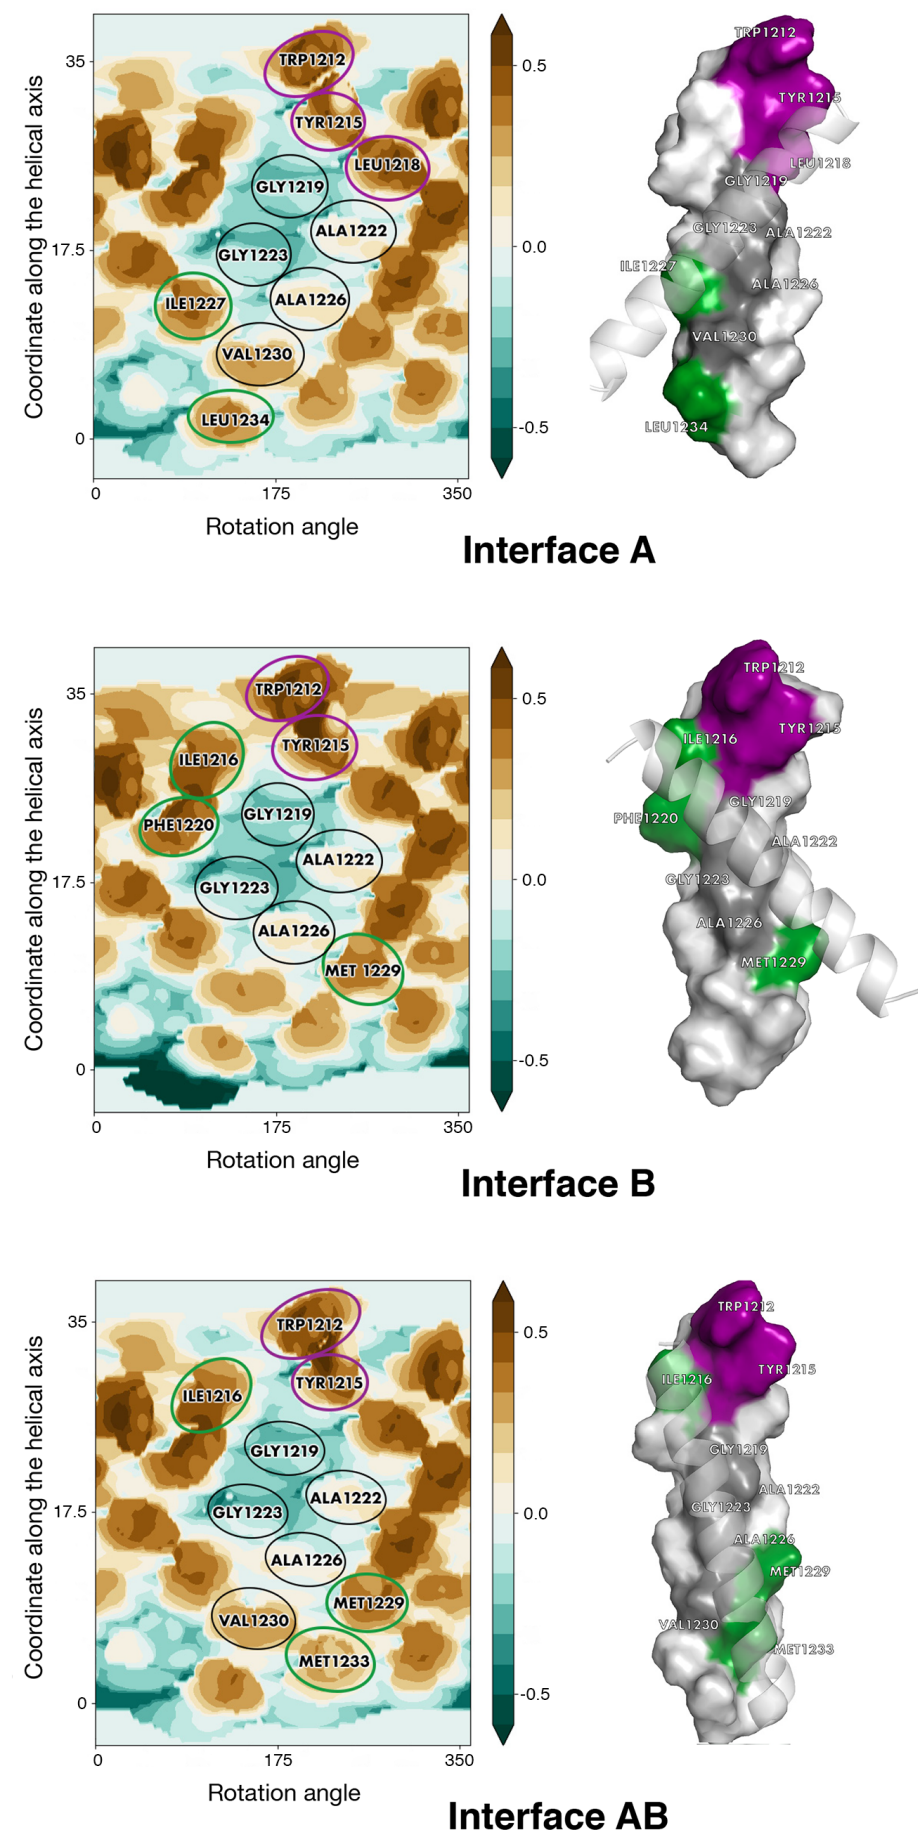 Coordinate along the helical axis
35
17.5
0
TRP1212
TYR1215
LEU1218
GLY1219
ALA1222
GLY1223
ALA1226
ILE1227
VAL1230
LEU1234
0
175
350
Rotation angle
0.5
0.0
-0.5
TRP1212
TYR1215
LEU1218
GLY1219
GLY1223
ALA1222
ILE1227
ALA1226
VAL1230
LEU1234
Interface A
Coordinate along the helical axis
35
17.5
0
TRP1212
TYR1215
ILE1216
GLY1219
PHE1220
ALA1222
GLY1223
ALA1226
MET 1229
0
175
350
Rotation angle
0.5
0.0
-0.5
TRP1212
TYR1215
ILE1216
GLY1219
PHE1220
ALA1222
GLY1223
ALA1226
MET1229
Interface B
Coordinate along the helical axis
35
17.5
0
TRP1212
TYR1215
ILE1216
GLY1219
ALA1222
GLY1223
ALA1226
MET1229
VAL1230
MET1233
0
175
350
Rotation angle
0.5
0.0
-0.5
TRP1212
TYR1215
ILE1216
GLY1219
ALA1222
GLY1223
ALA1226
MET1229
VAL1230
MET1233
Interface AB